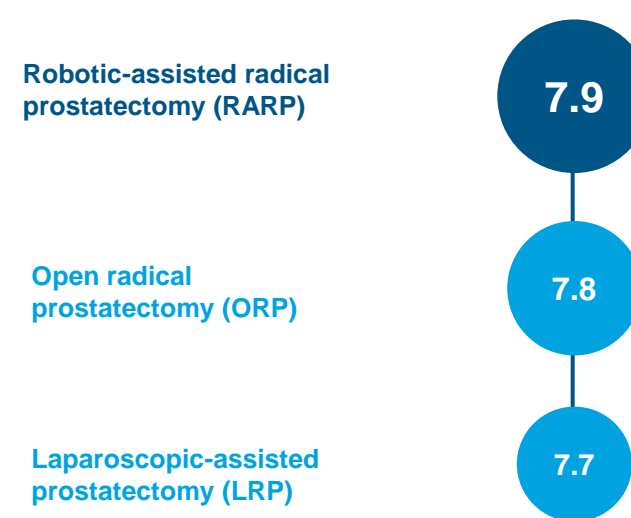 Robotic-assisted radical
prostatectomy (RARP)
7.9
Open radical
prostatectomy (ORP)
7.8
Laparoscopic-assisted
prostatectomy (LRP)
7.7